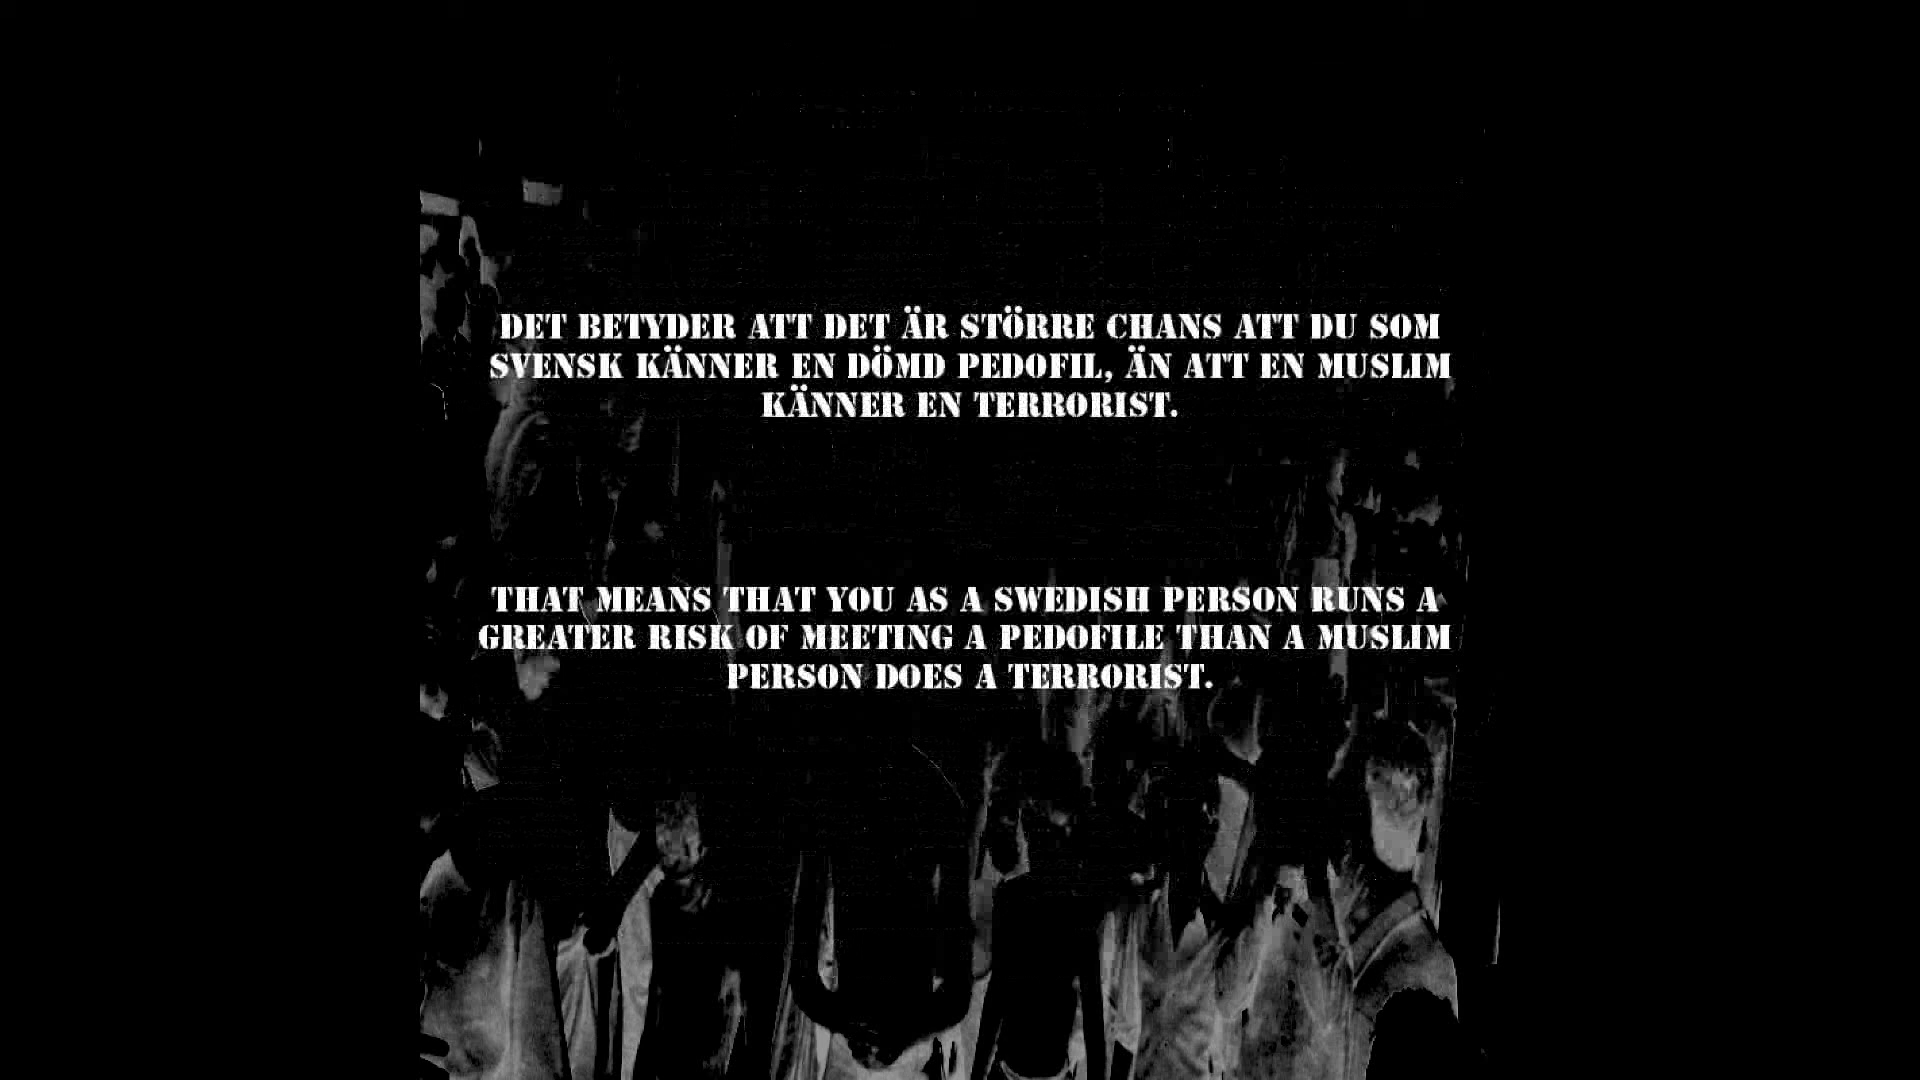 DET BETYDER ATT DET ÄR STÖRRE CHANS ATT DU SOM
SVENSK KÄNNER EN DÖMD PEDOFIL, ÄN ATT EN MUSLIM
KÄNNER EN TERRORIST.
THAT MEANS THAT YOU AS A SWEDISH PERSON RUNS A
GREATER RISK OF MEETING A PEDOFILE THAN A MUSLIM
PERSON DOES A TERRORIST.